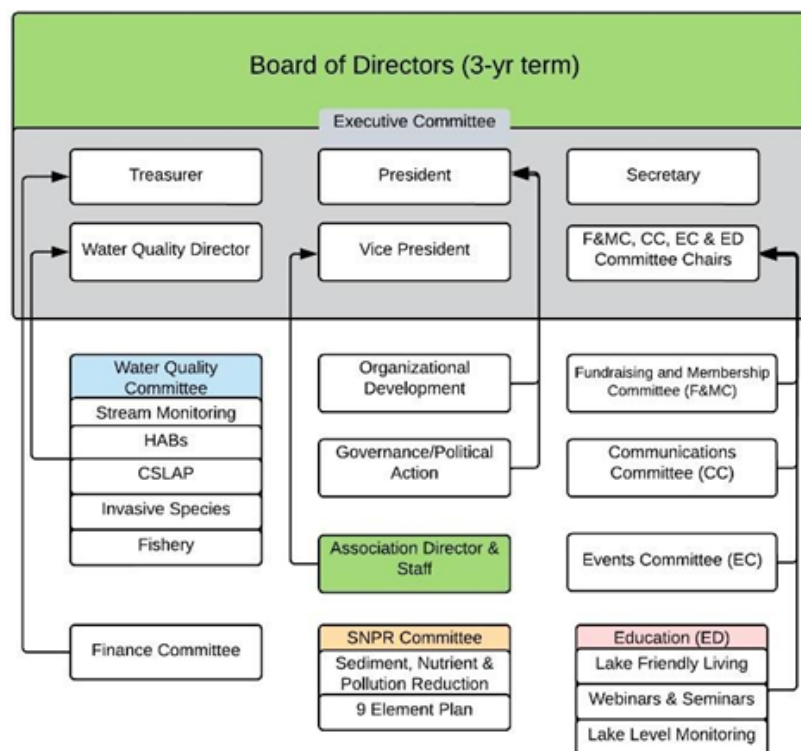 Board of Directors (3-yr term)
Executive Committee
Treasurer
President
Secretary
Water Quality Director
Vice President
F&MC, CC, EC & ED
Committee Chairs
Water Quality
Committee
Stream Monitoring
HABs
CSLAP
Invasive Species
Fishery
Organizational
Development
Governance/Political
Action
Association Director &
Staff
Fundraising and Membership
Committee (F&MC)
Communications
Committee (CC)
Events Committee (EC)
Finance Committee
SNPR Committee
Sediment, Nutrient &
Pollution Reduction
9 Element Plan
Education (ED)
Lake Friendly Living
Webinars & Seminars
Lake Level Monitoring